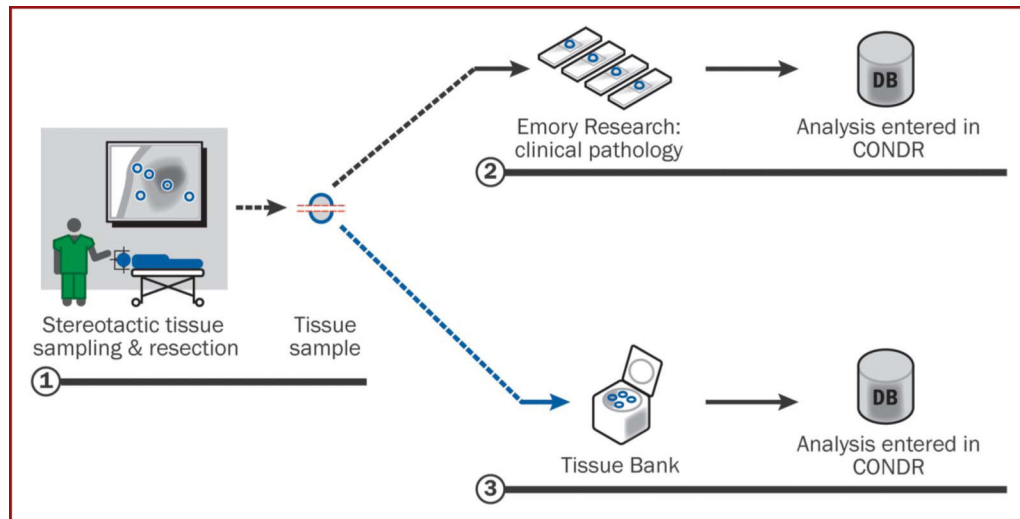 Stereotactic tissue
sampling & resection
Tissue
sample
1
Emory Research:
clinical pathology
DB
Analysis entered in
CONDR
2
Tissue Bank
DB
Analysis entered in
CONDR
3